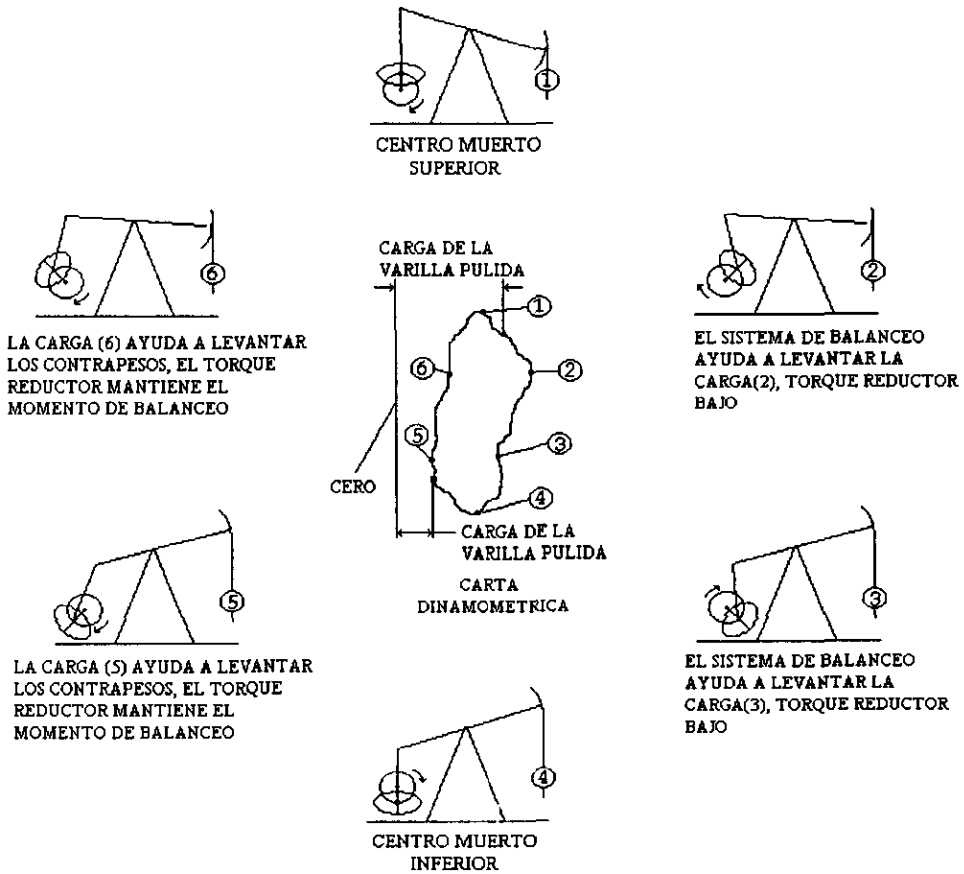 ①
CENTRO MUERTO
SUPERIOR
⑥
LA CARGA (6) AYUDA A LEVANTAR
LOS CONTRAPESOS, EL TORQUE
REDUCTOR MANTIENE EL
MOMENTO DE BALANCEO
CARGA DE LA
VARILLA PULIDA
①
⑥
②
⑤
③
CERO
④
CARGA DE LA
VARILLA PULIDA
CARTA
DINAMOMETRICA
②
EL SISTEMA DE BALANCEO
AYUDA A LEVANTAR LA
CARGA(2), TORQUE REDUCTOR
BAJO
⑤
LA CARGA (5) AYUDA A LEVANTAR
LOS CONTRAPESOS, EL TORQUE
REDUCTOR MANTIENE EL
MOMENTO DE BALANCEO
③
EL SISTEMA DE BALANCEO
AYUDA A LEVANTAR LA
CARGA(3), TORQUE REDUCTOR
BAJO
④
CENTRO MUERTO
INFERIOR